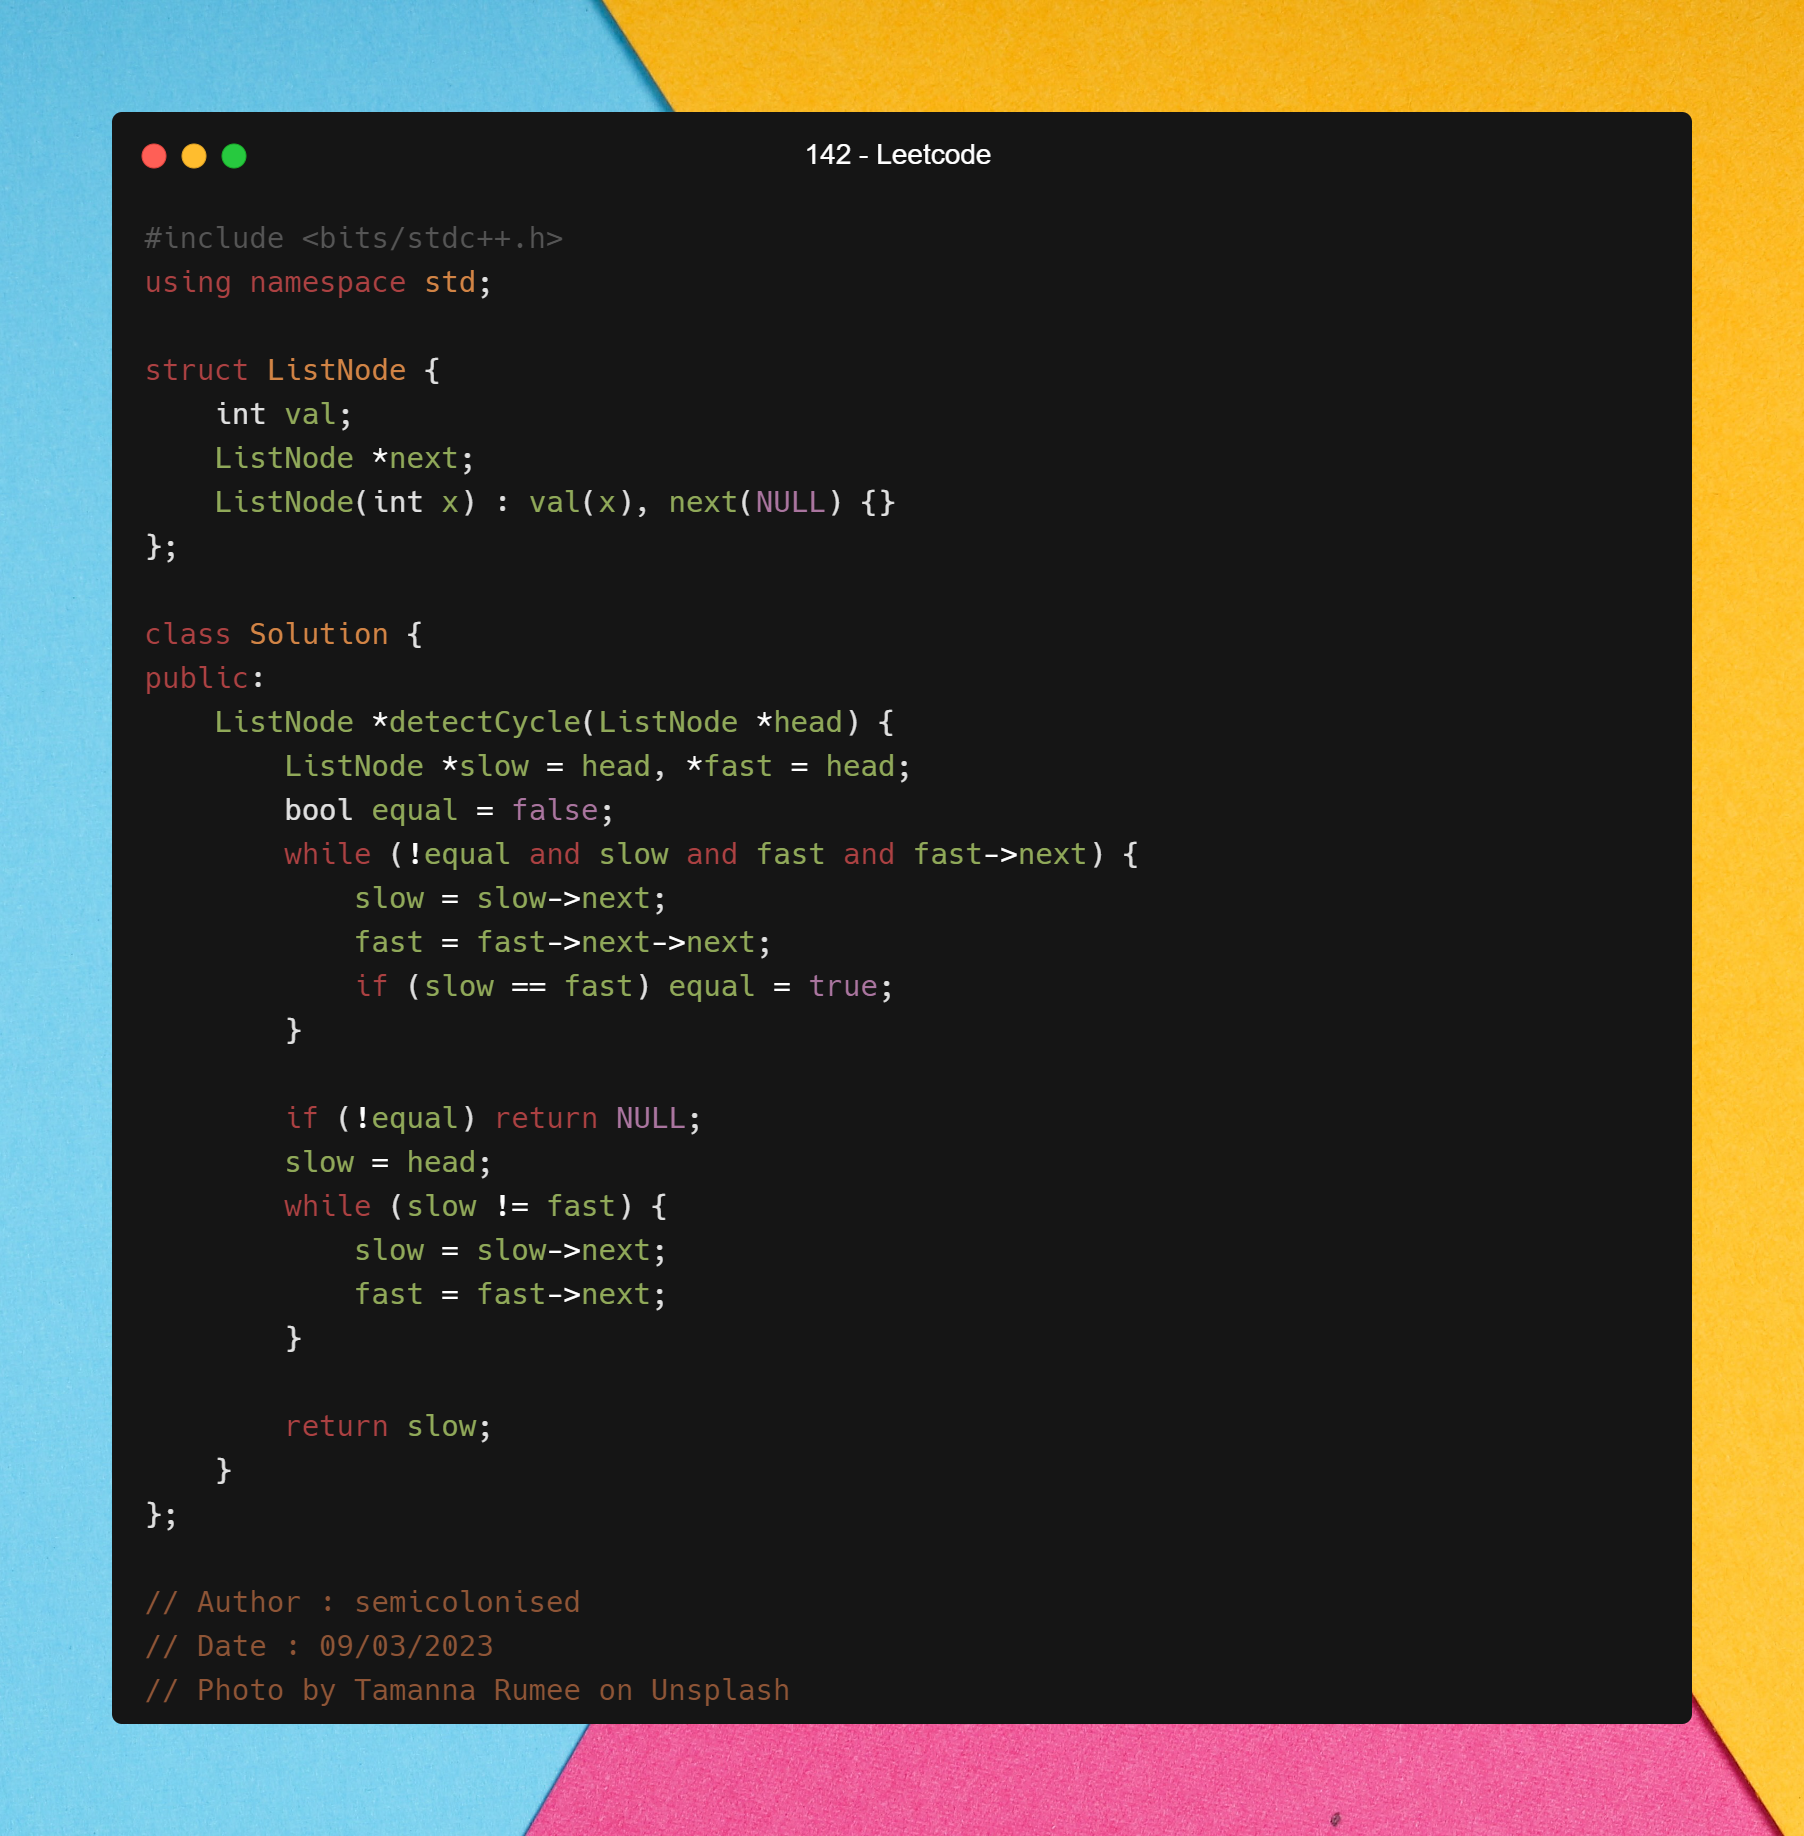 142 - Leetcode
#include <bits/stdc++.h>
using namespace std;
struct ListNode {
    int val;
    ListNode *next;
    ListNode(int x) : val(x), next(NULL) {}
};
class Solution {
public:
    ListNode *detectCycle(ListNode *head) {
        ListNode *slow = head, *fast = head;
        bool equal = false;
        while (!equal and slow and fast and fast->next) {
            slow = slow->next;
            fast = fast->next->next;
            if (slow == fast) equal = true;
        }
        if (!equal) return NULL;
        slow = head;
        while (slow != fast) {
            slow = slow->next;
            fast = fast->next;
        }
        return slow;
    }
};
// Author : semicolonised
// Date : 09/03/2023
// Photo by Tamanna Rumee on Unsplash